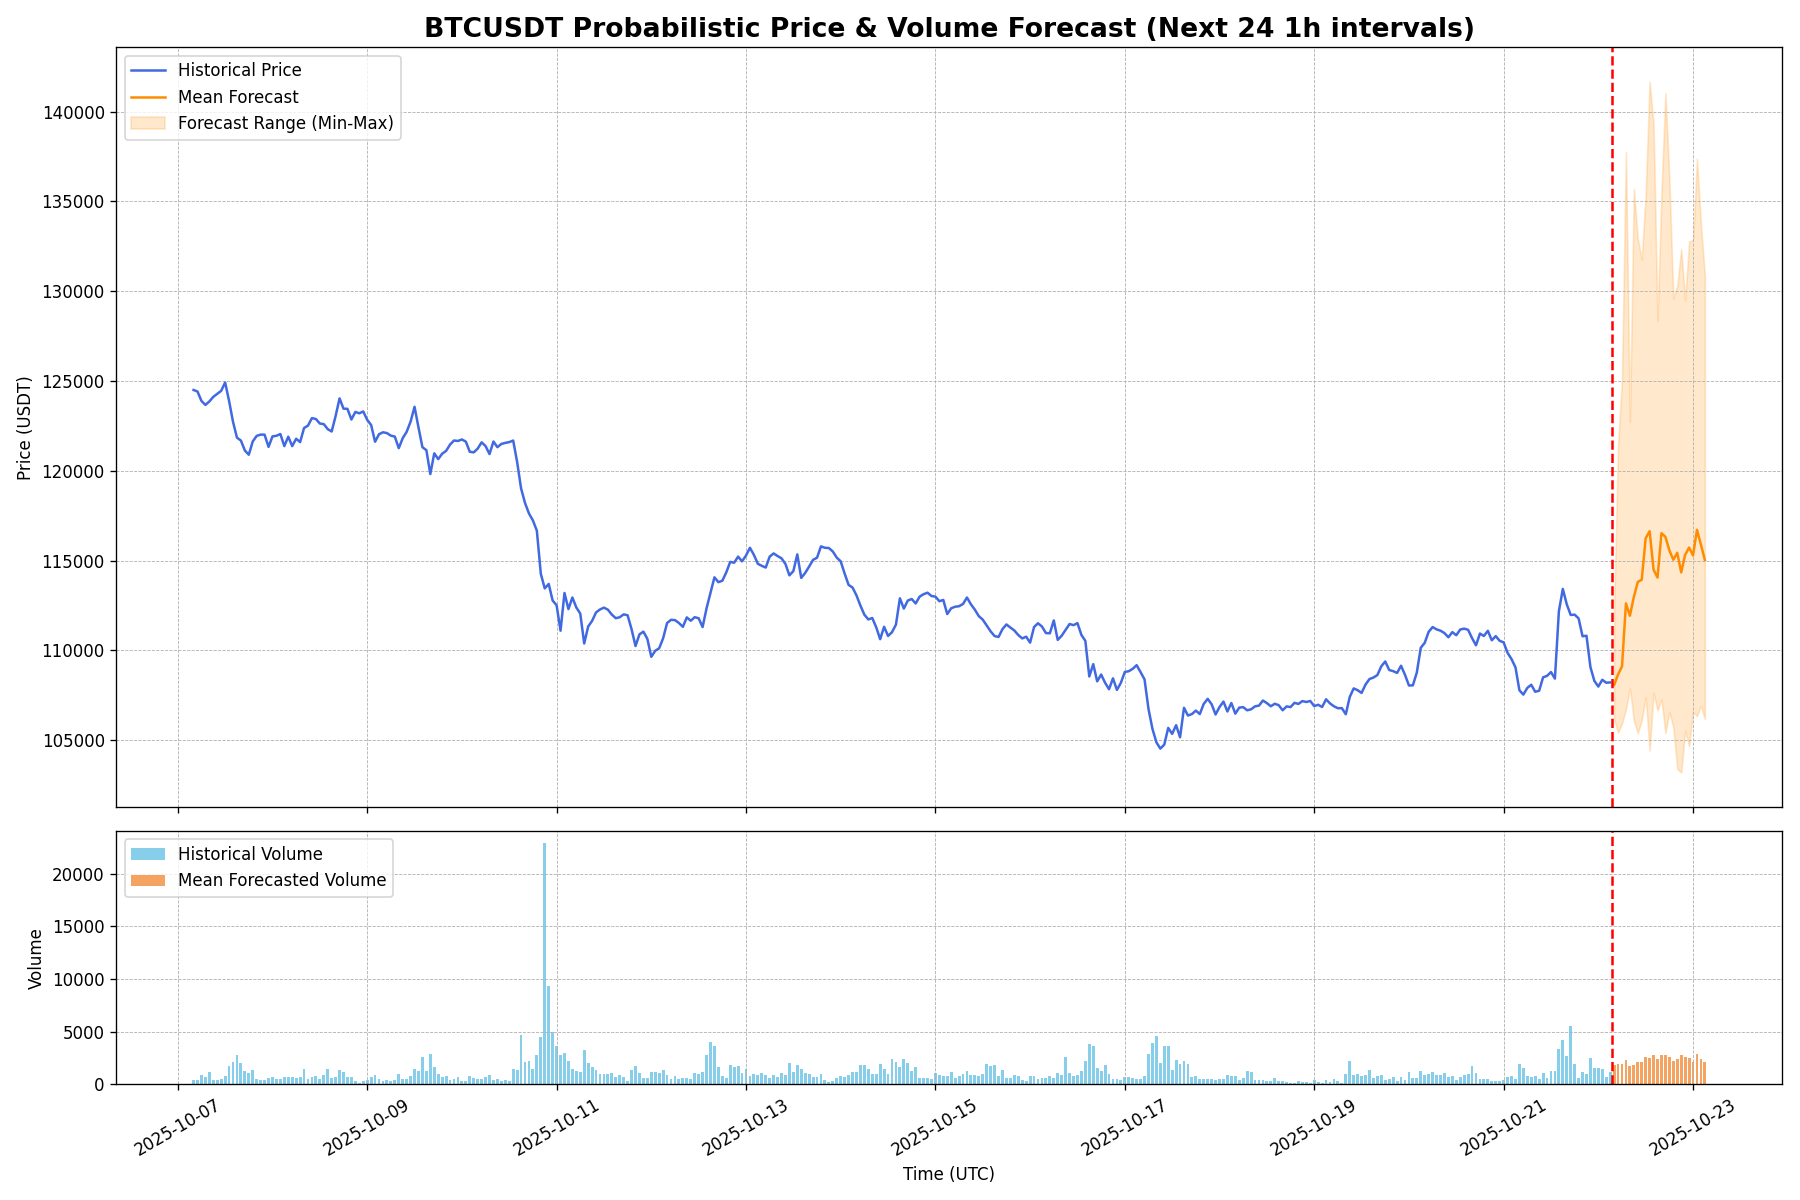 BTCUSDT Probabilistic Price & Volume Forecast (Next 24 1h intervals)
Historical Price
Mean Forecast
Forecast Range (Min-Max)
140000
135000
130000
125000
120000
115000
110000
105000
Price (USDT)
Historical Volume
Mean Forecasted Volume
20000
15000
10000
5000
0
Volume
2025-10-07
2025-10-09
2025-10-11
2025-10-13
2025-10-15
2025-10-17
2025-10-19
2025-10-21
2025-10-23
Time (UTC)